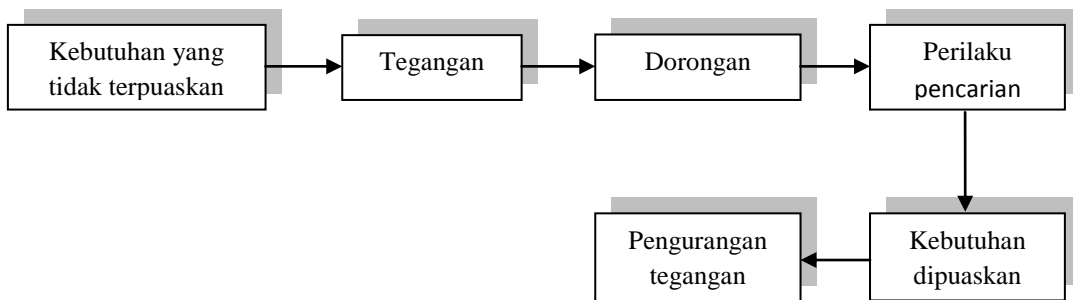 Kebutuhan yang
tidak terpuaskan
Tegangan
Dorongan
Perilaku
pencarian
Kebutuhan
dipuaskan
Pengurangan
tegangan